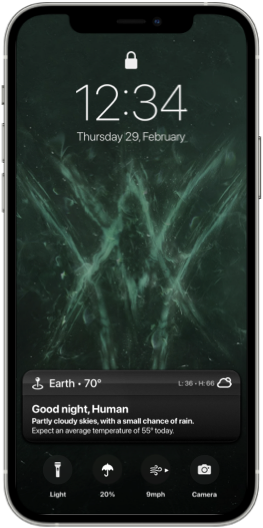 12:34
Thursday 29, February
Earth • 70°
L: 36 • H: 66
Good night, Human
Partly cloudy skies, with a small chance of rain.
Expect an average temperature of 55° today.
Light
20%
9mph
Camera